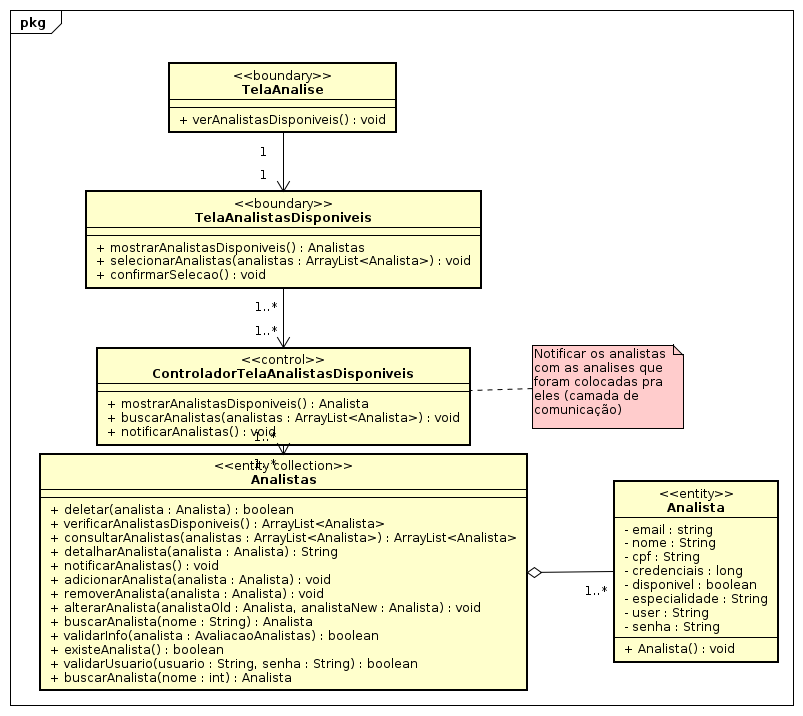 pkg
<<boundary>>
TelaAnalise
+ verAnalistasDisponiveis() : void
1
1
<<boundary>>
TelaAnalistasDisponiveis
+ mostrarAnalistasDisponiveis() : Analistas
+ selecionarAnalistas(analistas : ArrayList<Analista>) : void
+ confirmarSelecao() : void
1..*
1..*
<<control>>
ControladorTelaAnalistasDisponiveis
+ mostrarAnalistasDisponiveis() : Analista
+ buscarAnalistas(analistas : ArrayList<Analista>) : void
+ notificarAnalistas() : void
1..*
Notificar os analistas
com as analises que
foram colocadas pra
eles (camada de
comunicação)
1..*
<<entity collection>>
Analistas
+ deletar(analista : Analista) : boolean
+ verificarAnalistasDisponiveis() : ArrayList<Analista>
+ consultarAnalistas(analistas : ArrayList<Analista>) : ArrayList<Analista>
+ detalharAnalista(analista : Analista) : String
+ notificarAnalistas() : void
+ adicionarAnalista(analista : Analista) : void
+ removerAnalista(analista : Analista) : void
+ alterarAnalista(analistaOld : Analista, analistaNew : Analista) : void
+ buscarAnalista(nome : String) : Analista
+ validarInfo(analista : AvaliacaoAnalistas) : boolean
+ existeAnalista() : boolean
+ validarUsuario(usuario : String, senha : String) : boolean
+ buscarAnalista(nome : int) : Analista
1..*
<<entity>>
Analista
- email : string
- nome : String
- cpf : String
- credenciais : long
- disponivel : boolean
- especialidade : String
- user : String
- senha : String
+ Analista() : void